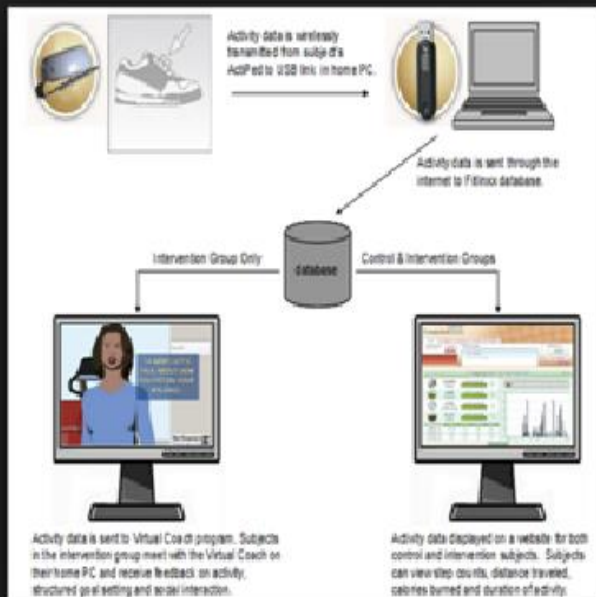 Activity data is wirelessly
transmitted from subject's
ActiPed to USB link in home PC.
Activity data is sent through the
internet to Fitlinxx database.
database
Intervention Group Only
Control & Intervention Groups
Activity data is sent to Virtual Coach program. Subjects
in the intervention group meet with the Virtual Coach on
their home PC and receive feedback on activity,
structured goal setting and social interaction.
Activity data displayed on a website for both
control and intervention subjects. Subjects
can view step counts, distance traveled,
calories burned and duration of activity.